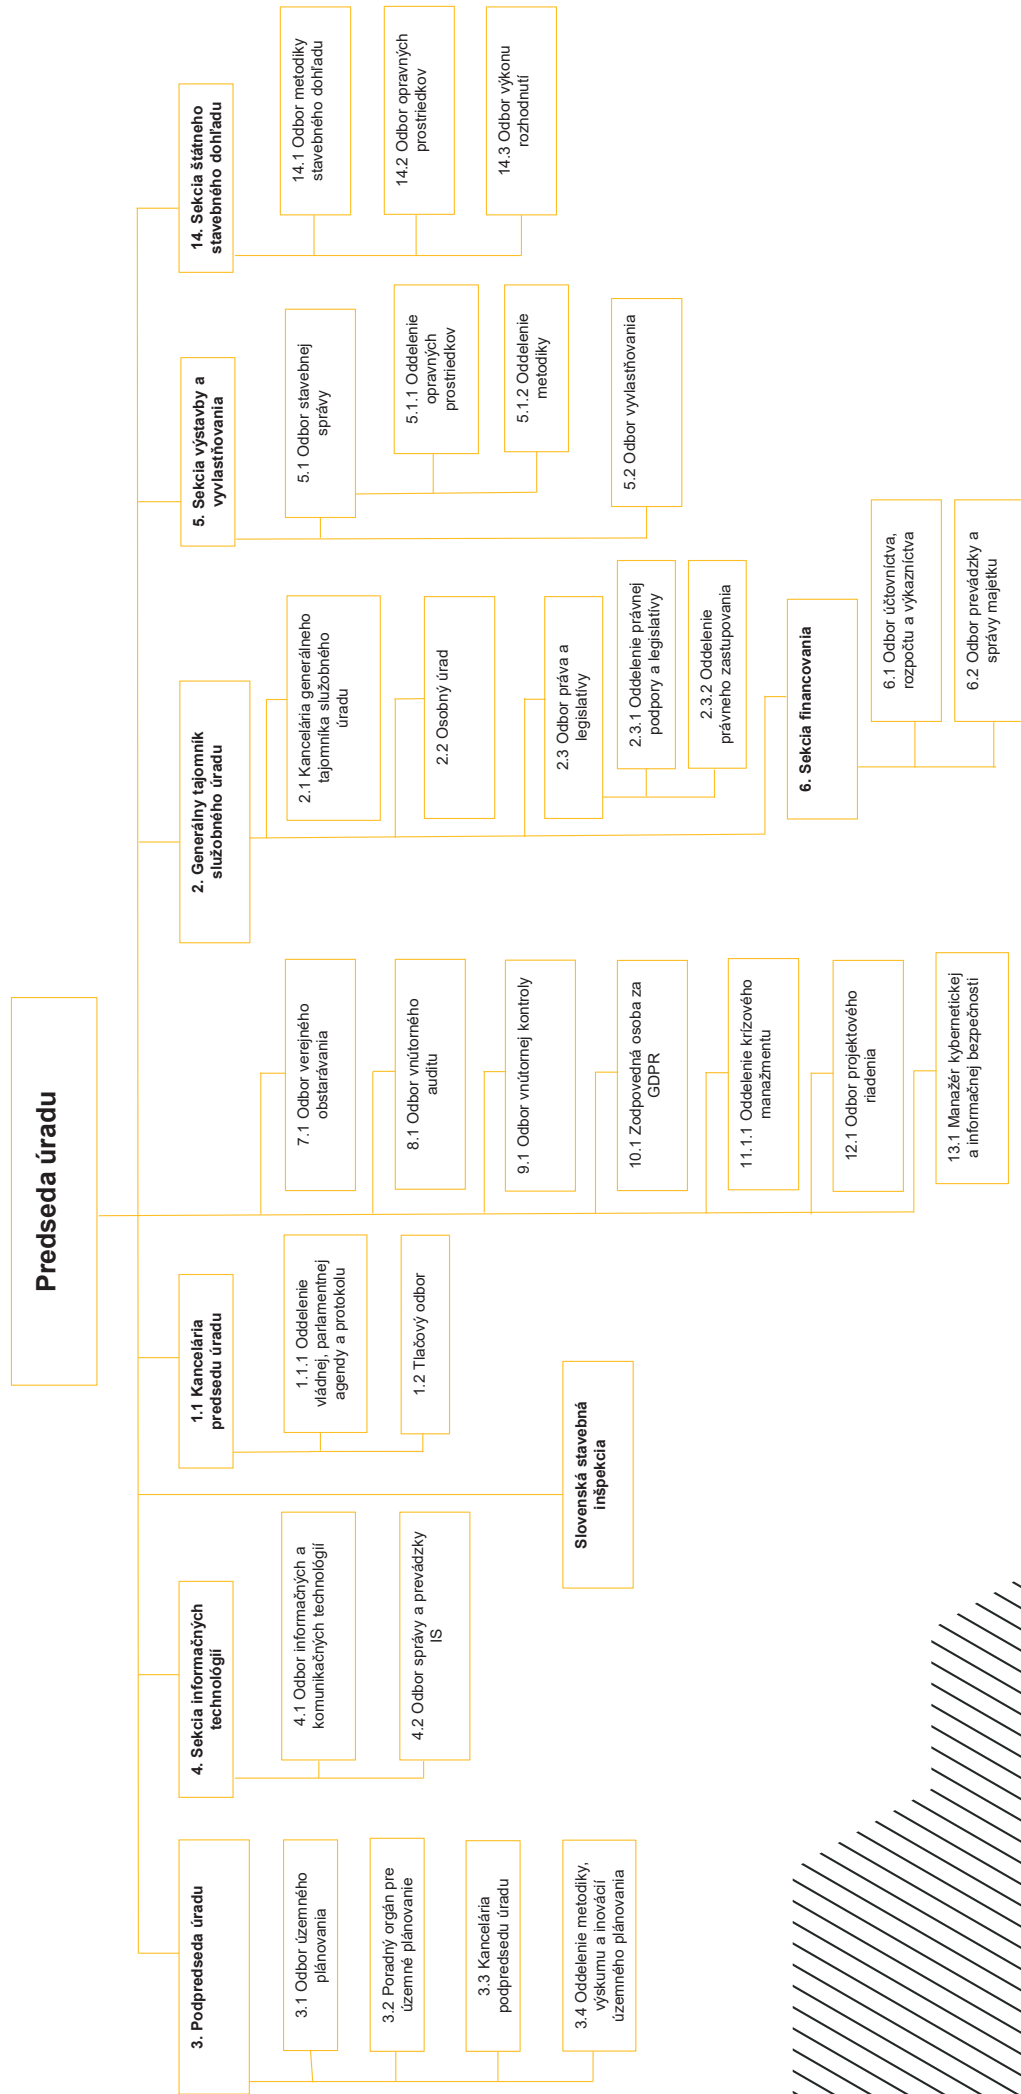 Predseda úradu
3. Podpredseda úradu
3.1 Odbor územného
plánovania
3.2 Poradný orgán pre
územné plánovanie
3.3 Kancelária
podpredsedu úradu
3.4 Oddelenie metodiky,
výskumu a inovácií
územného plánovania
4. Sekcia informačných
technológií
4.1 Odbor informačných a
komunikačných technológií
4.2 Odbor správy a prevádzky
IS
Slovenská stavebná
inšpekcia
1.1 Kancelária
predsedu úradu
1.1.1 Oddelenie
vládnej, parlamentnej
agendy a protokolu
1.2 Tlačový odbor
7.1 Odbor verejného
obstarávania
8.1 Odbor vnútorného
auditu
9.1 Odbor vnútornej kontroly
10.1 Zodpovedná osoba za
GDPR
11.1.1 Oddelenie krízového
manažmentu
12.1 Odbor projektového
riadenia
13.1 Manažér kybernetickej
a informačnej bezpečnosti
2. Generálny tajomník
služobného úradu
2.1 Kancelária generálneho
tajomníka služobného
úradu
2.2 Osobný úrad
2.3 Odbor práva a
legislatívy
2.3.1 Oddelenie právnej
podpory a legislatívy
2.3.2 Oddelenie
právneho zastupovania
6. Sekcia financovania
6.1 Odbor účtovníctva,
rozpočtu a výkazníctva
6.2 Odbor prevádzky a
správy majetku
5. Sekcia výstavby a
vyvlastňovania
5.1 Odbor stavebnej
správy
5.1.1 Oddelenie
opravných
prostriedkov
5.1.2 Oddelenie
metodiky
5.2 Odbor vyvlastňovania
14. Sekcia štátneho
stavebného dohľadu
14.1 Odbor metodiky
stavebného dohľadu
14.2 Odbor opravných
prostriedkov
14.3 Odbor výkonu
rozhodnutí